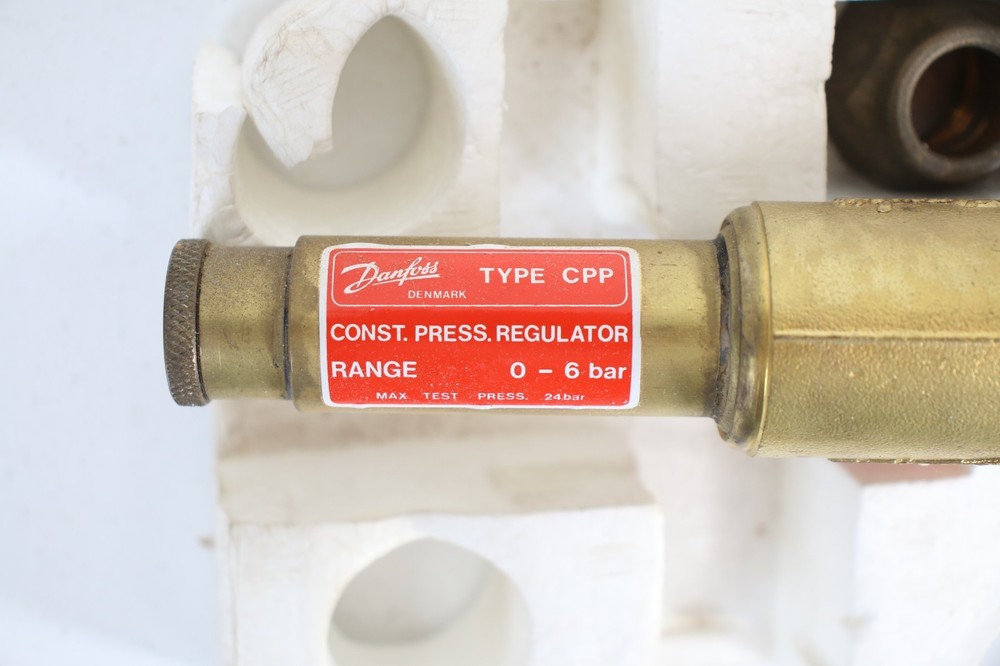 Danfoss TYPE CPP
DENMARK
CONST. PRESS. REGULATOR
RANGE 0 - 6 bar
MAX TEST PRESS. 24bar